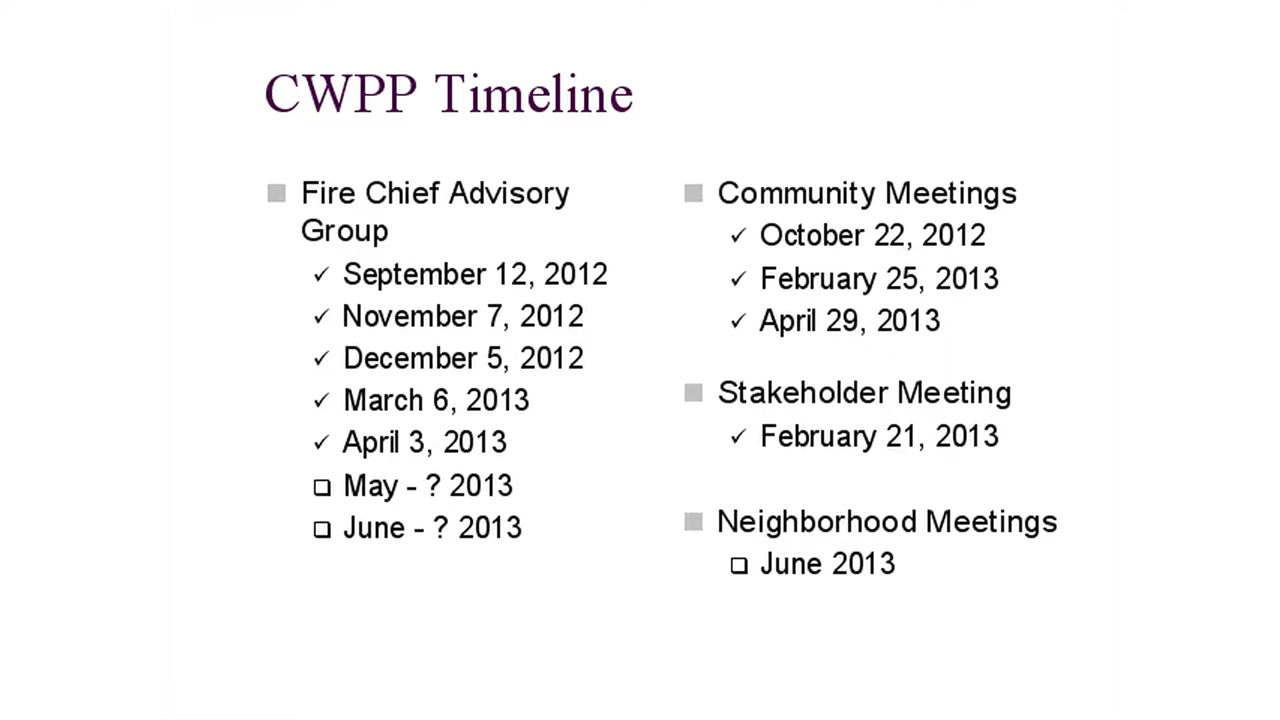 CWPP Timeline
Fire Chief Advisory
Group
✓ September 12, 2012
✓ November 7, 2012
✓ December 5, 2012
✓ March 6, 2013
✓ April 3, 2013
❑ May - ? 2013
❑ June - ? 2013
Community Meetings
✓ October 22, 2012
✓ February 25, 2013
✓ April 29, 2013
Stakeholder Meeting
✓ February 21, 2013
Neighborhood Meetings
❑ June 2013